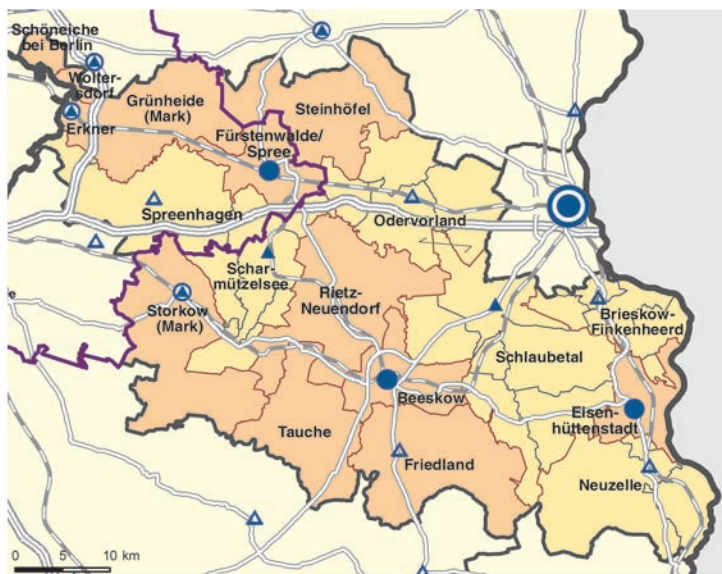 Schöneiche
bei Berlin
Wolter-
sdorf
Grünheide
(Mark)
Steinhöfel
Erkner
Fürstenwalde/
Spree
Spreenhagen
Odervorland
Schar-
mützelsee
Rietz-
Neuendorf
Storkow
(Mark)
Brieskow-
Finkenheerd
Schlaubetal
Beeskow
Eisen-
hüttenstadt
Tauche
Friedland
Neuzelle
0 5 10 km